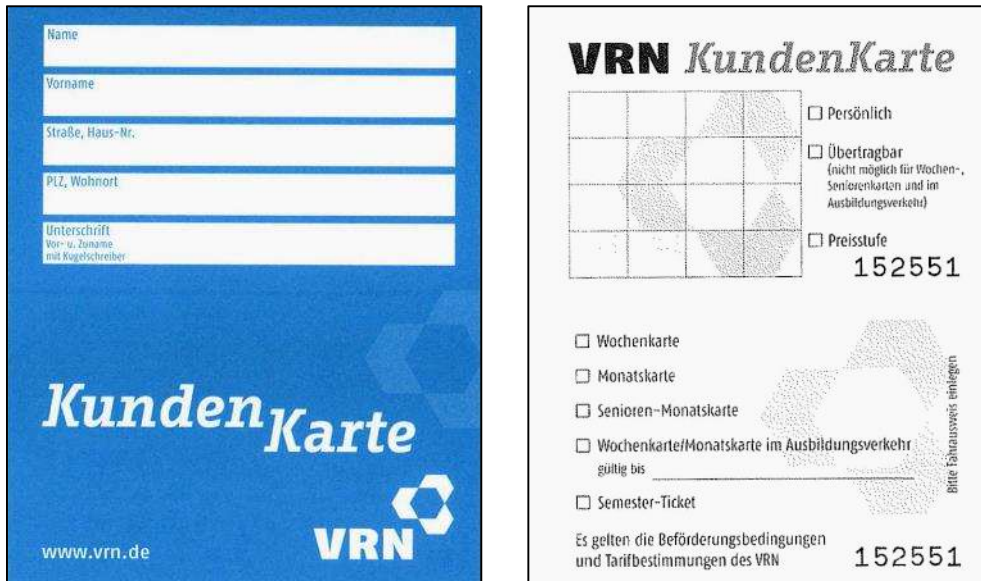 Name
Vorname
Straße, Haus-Nr.
PLZ, Wohnort
Unterschrift
Vor- u. Zuname
mit Kugelschreiber
KundenKarte
www.vrn.de
VRN
VRN KundenKarte
Persönlich
Übertragbar
(nicht möglich für Wochen-,
Seniorenkarten und im
Ausbildungsverkehr)
Preisstufe
152551
Wochenkarte
Monatskarte
Senioren-Monatskarte
Wochenkarte/Monatskarte im Ausbildungsverkehr
gültig bis
Semester-Ticket
Bitte Fahrausweis einlegen
Es gelten die Beförderungsbedingungen
und Tarifbestimmungen des VRN
152551